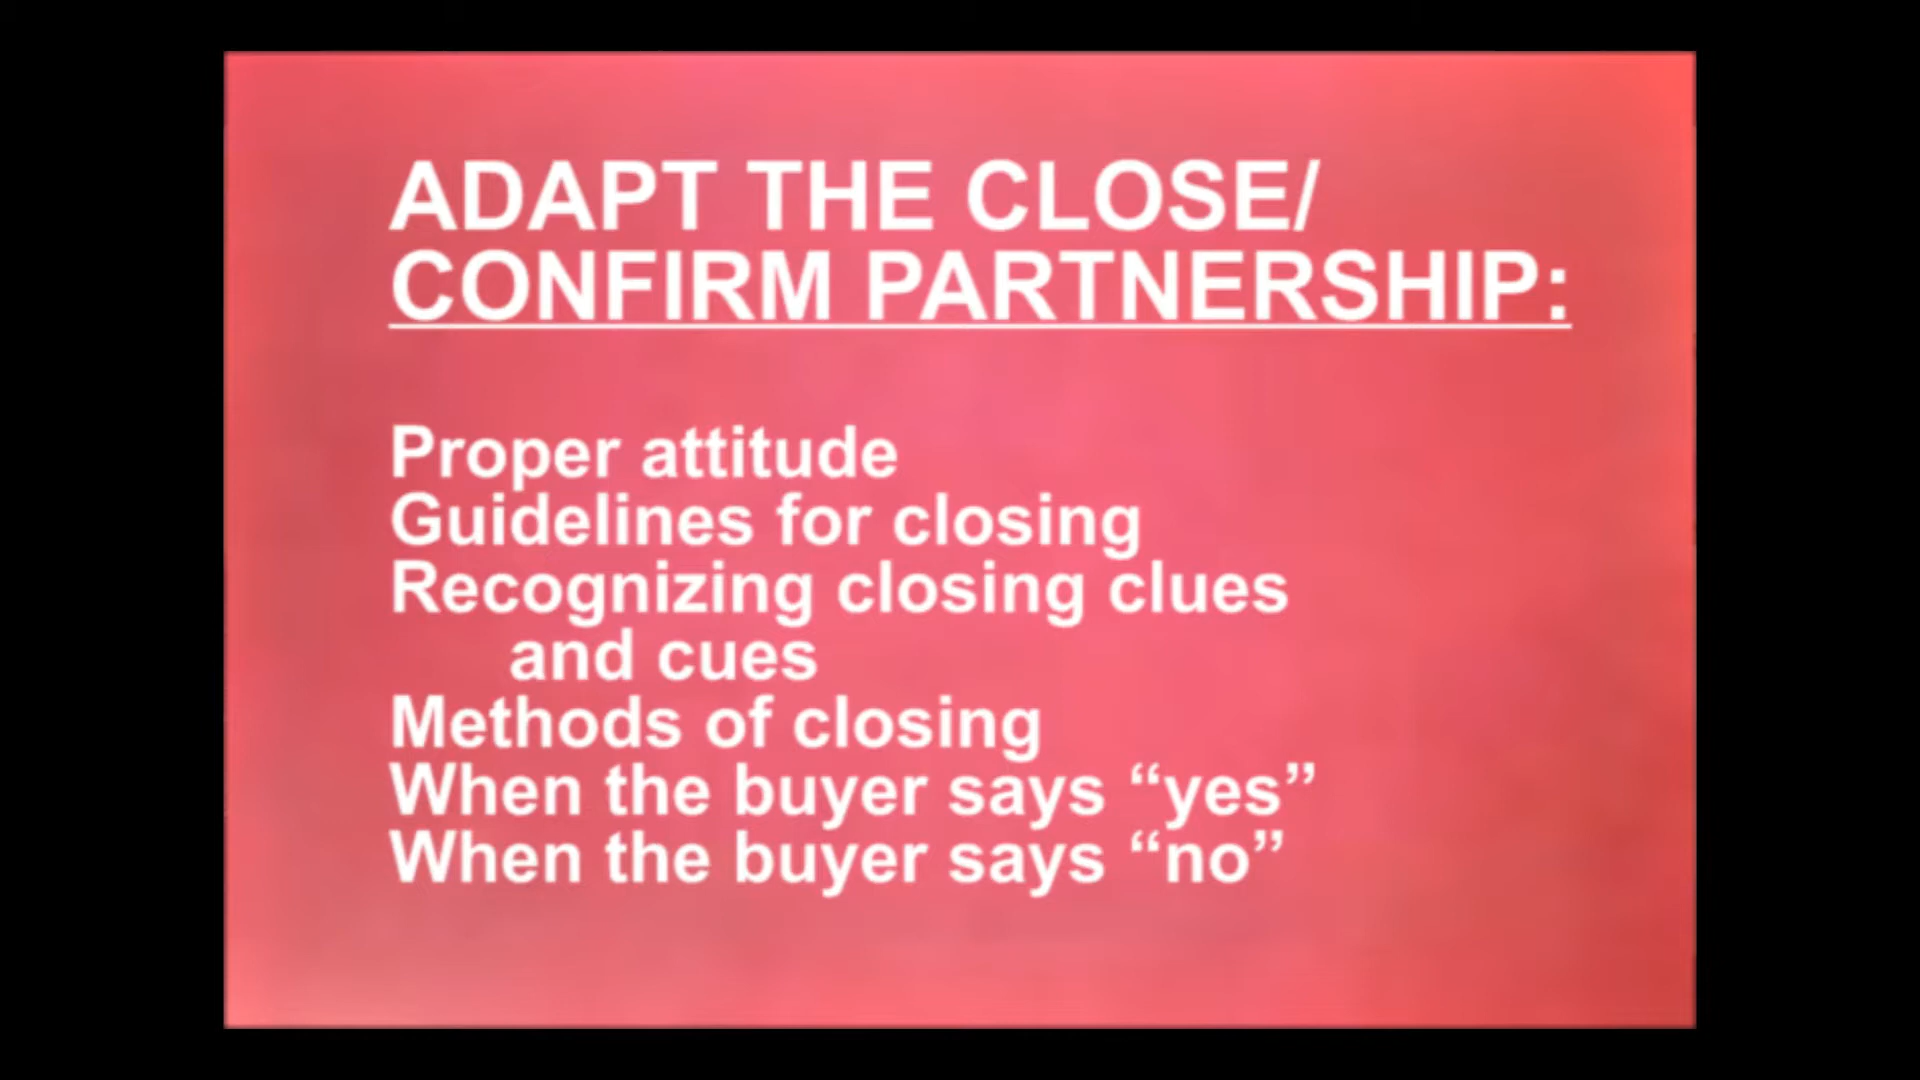 ADAPT THE CLOSE/
CONFIRM PARTNERSHIP:
Proper attitude
Guidelines for closing
Recognizing closing clues
and cues
Methods of closing
When the buyer says “yes”
When the buyer says “no”